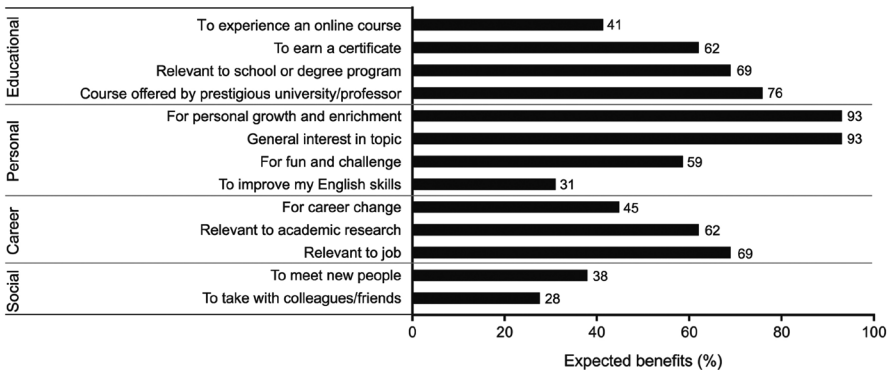 Educational
To experience an online course 41
To earn a certificate 62
Relevant to school or degree program 69
Course offered by prestigious university/professor 76
Personal
For personal growth and enrichment 93
General interest in topic 93
For fun and challenge 59
To improve my English skills 31
Career
For career change 45
Relevant to academic research 62
Relevant to job 69
Social
To meet new people 38
To take with colleagues/friends 28
0 20 40 60 80 100
Expected benefits (%)